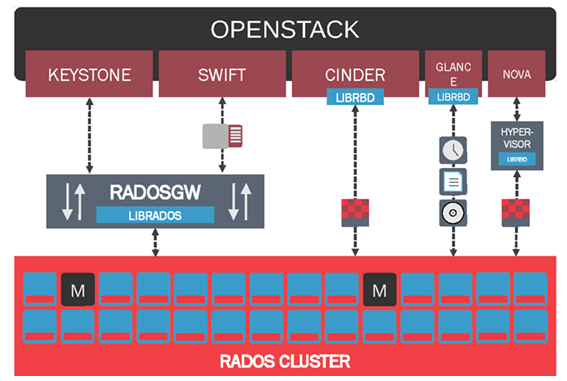 OPENSTACK
KEYSTONE
SWIFT
CINDER
GLANC
E
NOVA
LIBRBD
LIBRBD
HYPER-
VISOR
LIBRBD
RADOSGW
LIBRADOS
M
M
RADOS CLUSTER